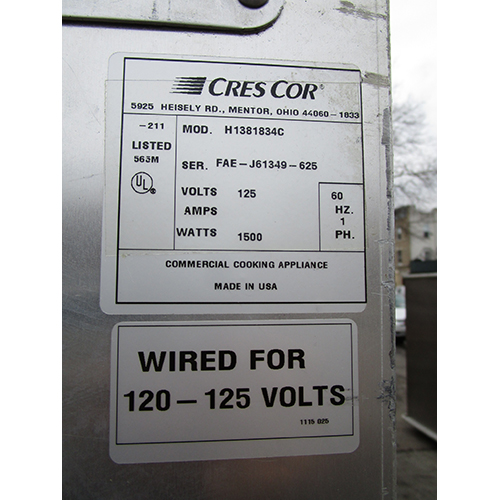 CRES COR®
5925 HEISELY RD., MENTOR, OHIO 44060-1833
-211
LISTED
563M
UL®
MOD. H1381834C
SER. FAE-J61349-625
VOLTS 125
AMPS
WATTS 1500
60
HZ.
1
PH.
COMMERCIAL COOKING APPLIANCE
MADE IN USA
WIRED FOR
120-125 VOLTS
1115 025